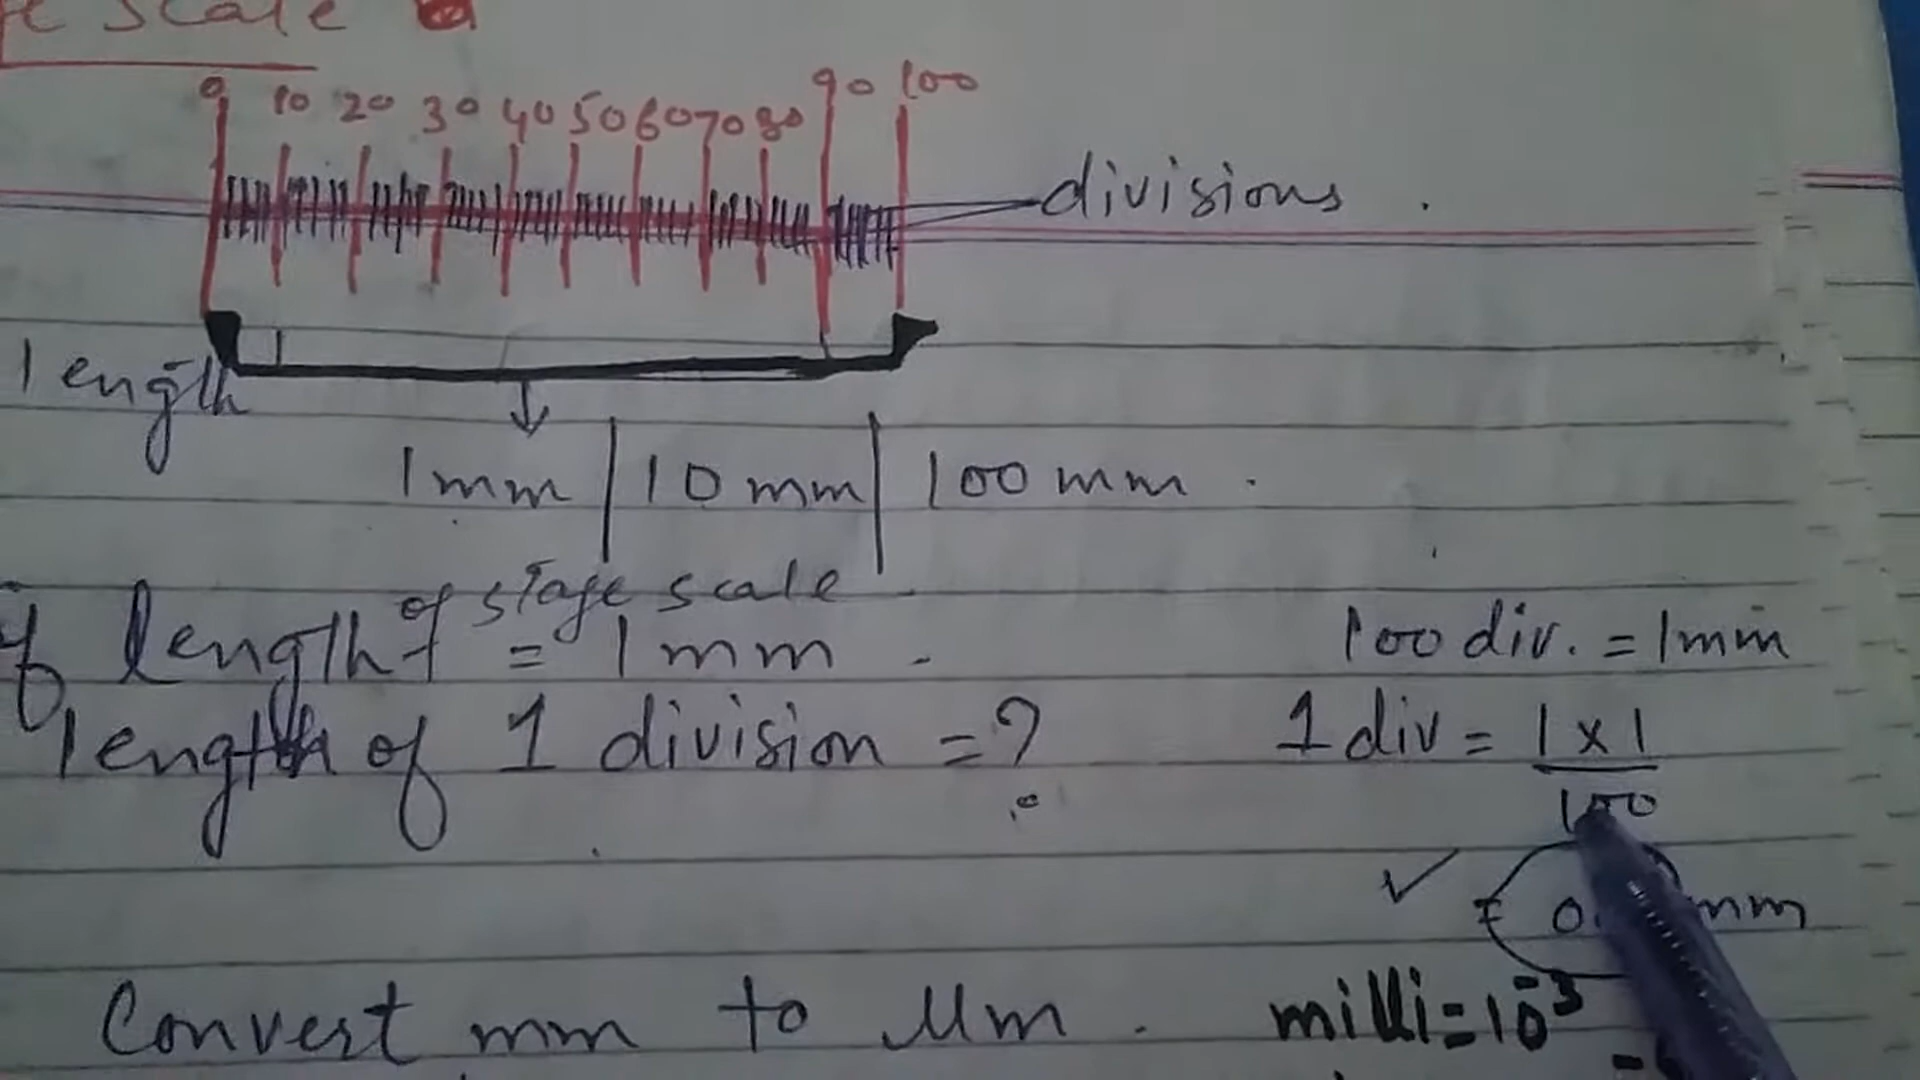 scale
0 10 20 30 40 50 60 70 80 90 100
divisions.
length
1mm | 10 mm | 100 mm.
of stage scale
length = 1mm.
100 div. = 1mm
length of 1 division = ?
1 div = 1 x 1
100
mm
Convert mm to µm.
milli = 10⁻³